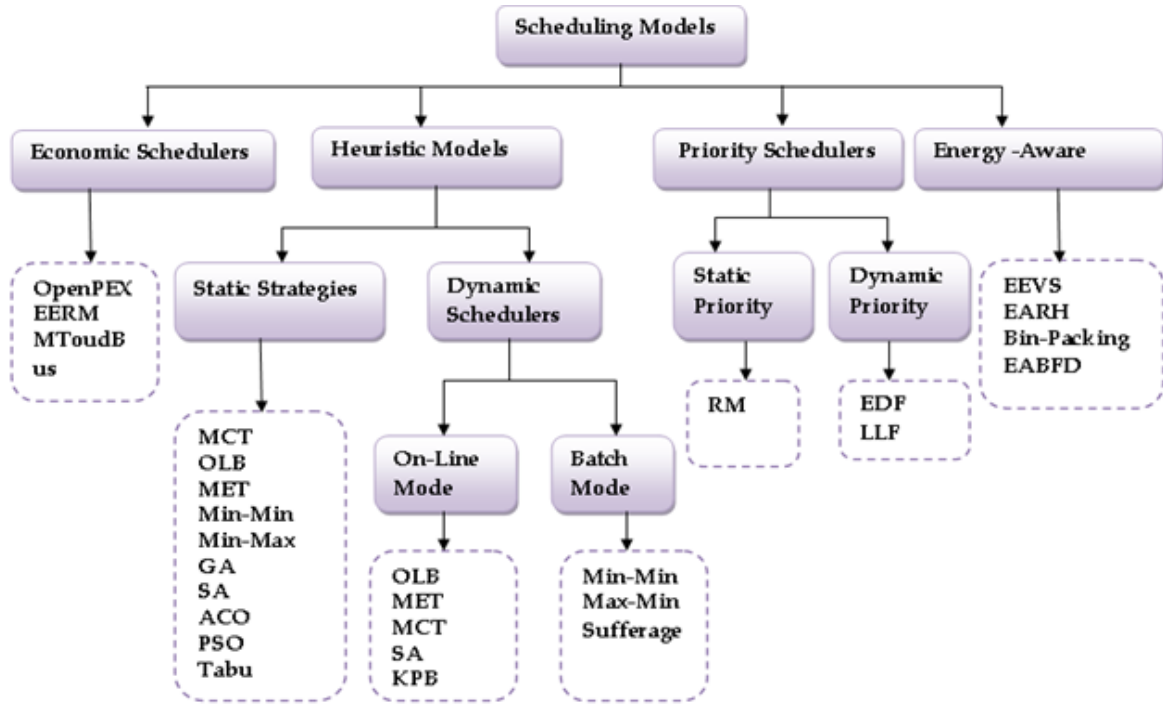 Scheduling Models
Economic Schedulers
Heuristic Models
Priority Schedulers
Energy -Aware
OpenPEX
EERM
MToudB
us
Static Strategies
Dynamic
Schedulers
Static
Priority
Dynamic
Priority
EEVS
EARH
Bin-Packing
EABFD
RM
EDF
LLF
MCT
OLB
MET
Min-Min
Min-Max
GA
SA
ACO
PSO
Tabu
On-Line
Mode
Batch
Mode
OLB
MET
MCT
SA
KPB
Min-Min
Max-Min
Sufferage